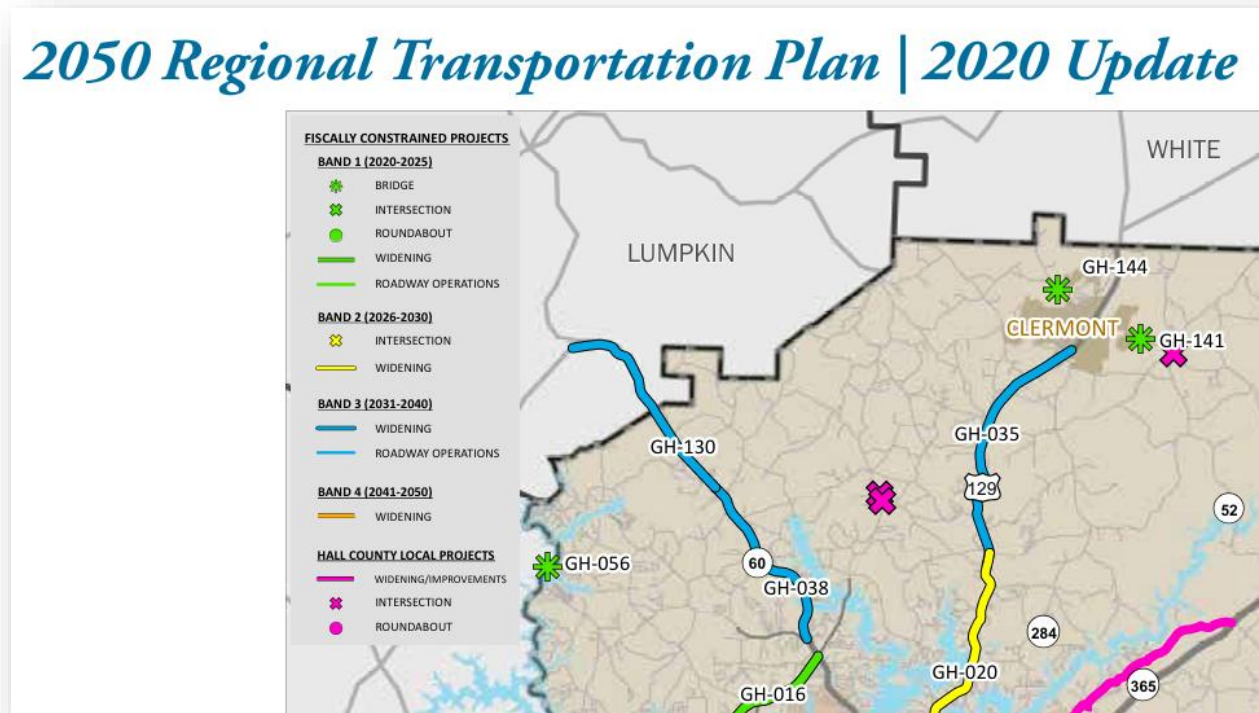 2050 Regional Transportation Plan | 2020 Update
FISCALLY CONSTRAINED PROJECTS
BAND 1 (2020-2025)
BRIDGE
INTERSECTION
ROUNDABOUT
WIDENING
ROADWAY OPERATIONS
BAND 2 (2026-2030)
INTERSECTION
WIDENING
BAND 3 (2031-2040)
WIDENING
ROADWAY OPERATIONS
BAND 4 (2041-2050)
WIDENING
HALL COUNTY LOCAL PROJECTS
WIDENING/IMPROVEMENTS
INTERSECTION
ROUNDABOUT
WHITE
LUMPKIN
GH-144
CLERMONT
GH-141
GH-035
GH-130
129
52
60
GH-056
GH-038
284
GH-020
365
GH-016